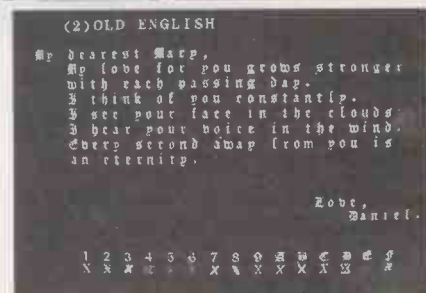 (2)OLD ENGLISH
My dearest Mary,
My love for you grows stronger
with each passing day.
I think of you constantly.
I see your face in the clouds.
I hear your voice in the wind.
Every second away from you is
an eternity.
Love,
Daniel.
1 2 3 4 5 6 7 8 9 A B C D E F